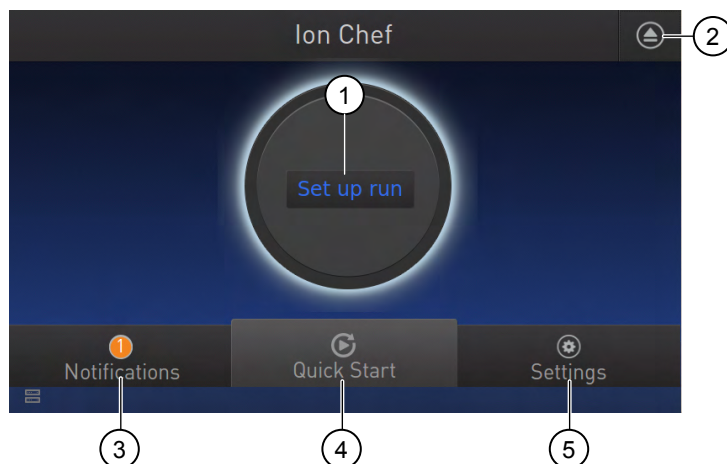 Ion Chef
2
1
Set up run
1
Notifications
Quick Start
Settings
3
4
5